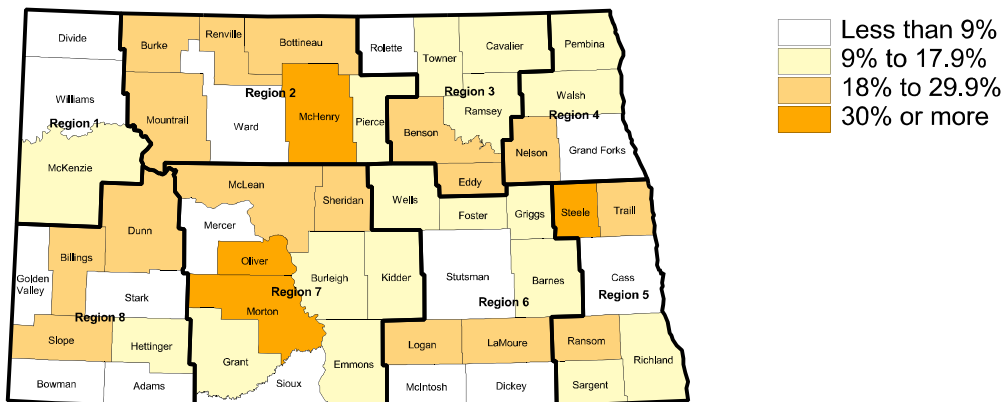 Less than 9%
9% to 17.9%
18% to 29.9%
30% or more
Divide
Burke
Renville
Bottineau
Rolette
Towner
Cavalier
Pembina
Williams
Region 1
McKenzie
Mountrail
Region 2
Ward
McHenry
Pierce
Benson
Region 3
Ramsey
Walsh
Region 4
Nelson
Grand Forks
Eddy
McLean
Sheridan
Wells
Foster
Griggs
Steele
Traill
Dunn
Mercer
Oliver
Billings
Golden
Valley
Stark
Region 8
Region 7
Morton
Burleigh
Kidder
Stutsman
Region 6
Barnes
Cass
Region 5
Slope
Hettinger
Grant
Emmons
Logan
LaMoure
Ransom
Richland
Bowman
Adams
Sioux
McIntosh
Dickey
Sargent